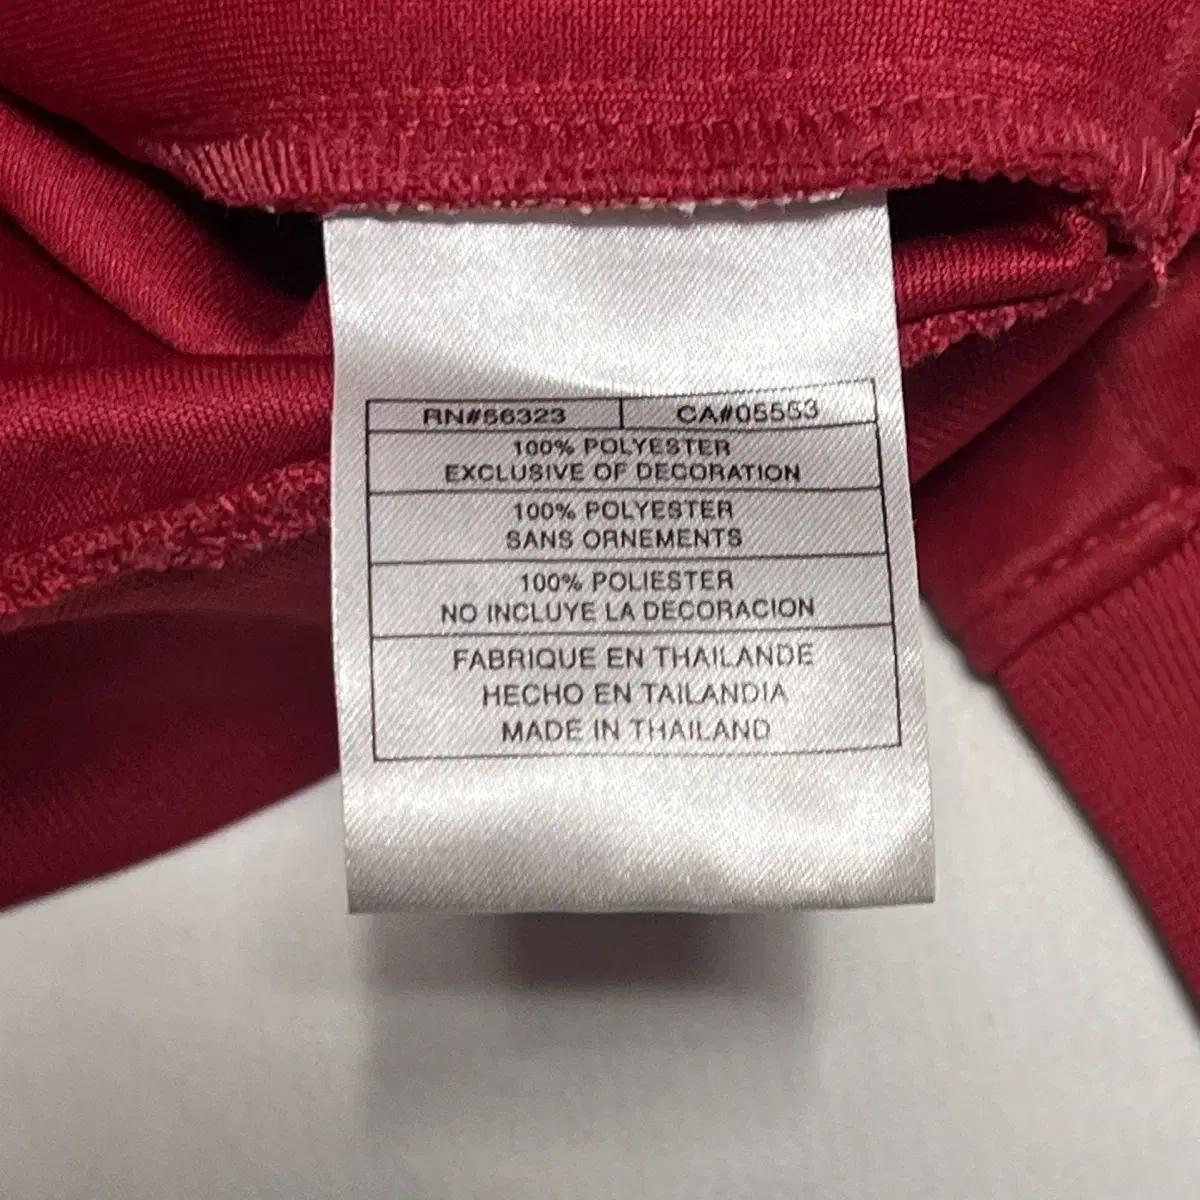 RN#56323 CA#05553
100% POLYESTER
EXCLUSIVE OF DECORATION
100% POLYESTER
SANS ORNEMENTS
100% POLIESTER
NO INCLUYE LA DECORACION
FABRIQUE EN THAILANDE
HECHO EN TAILANDIA
MADE IN THAILAND